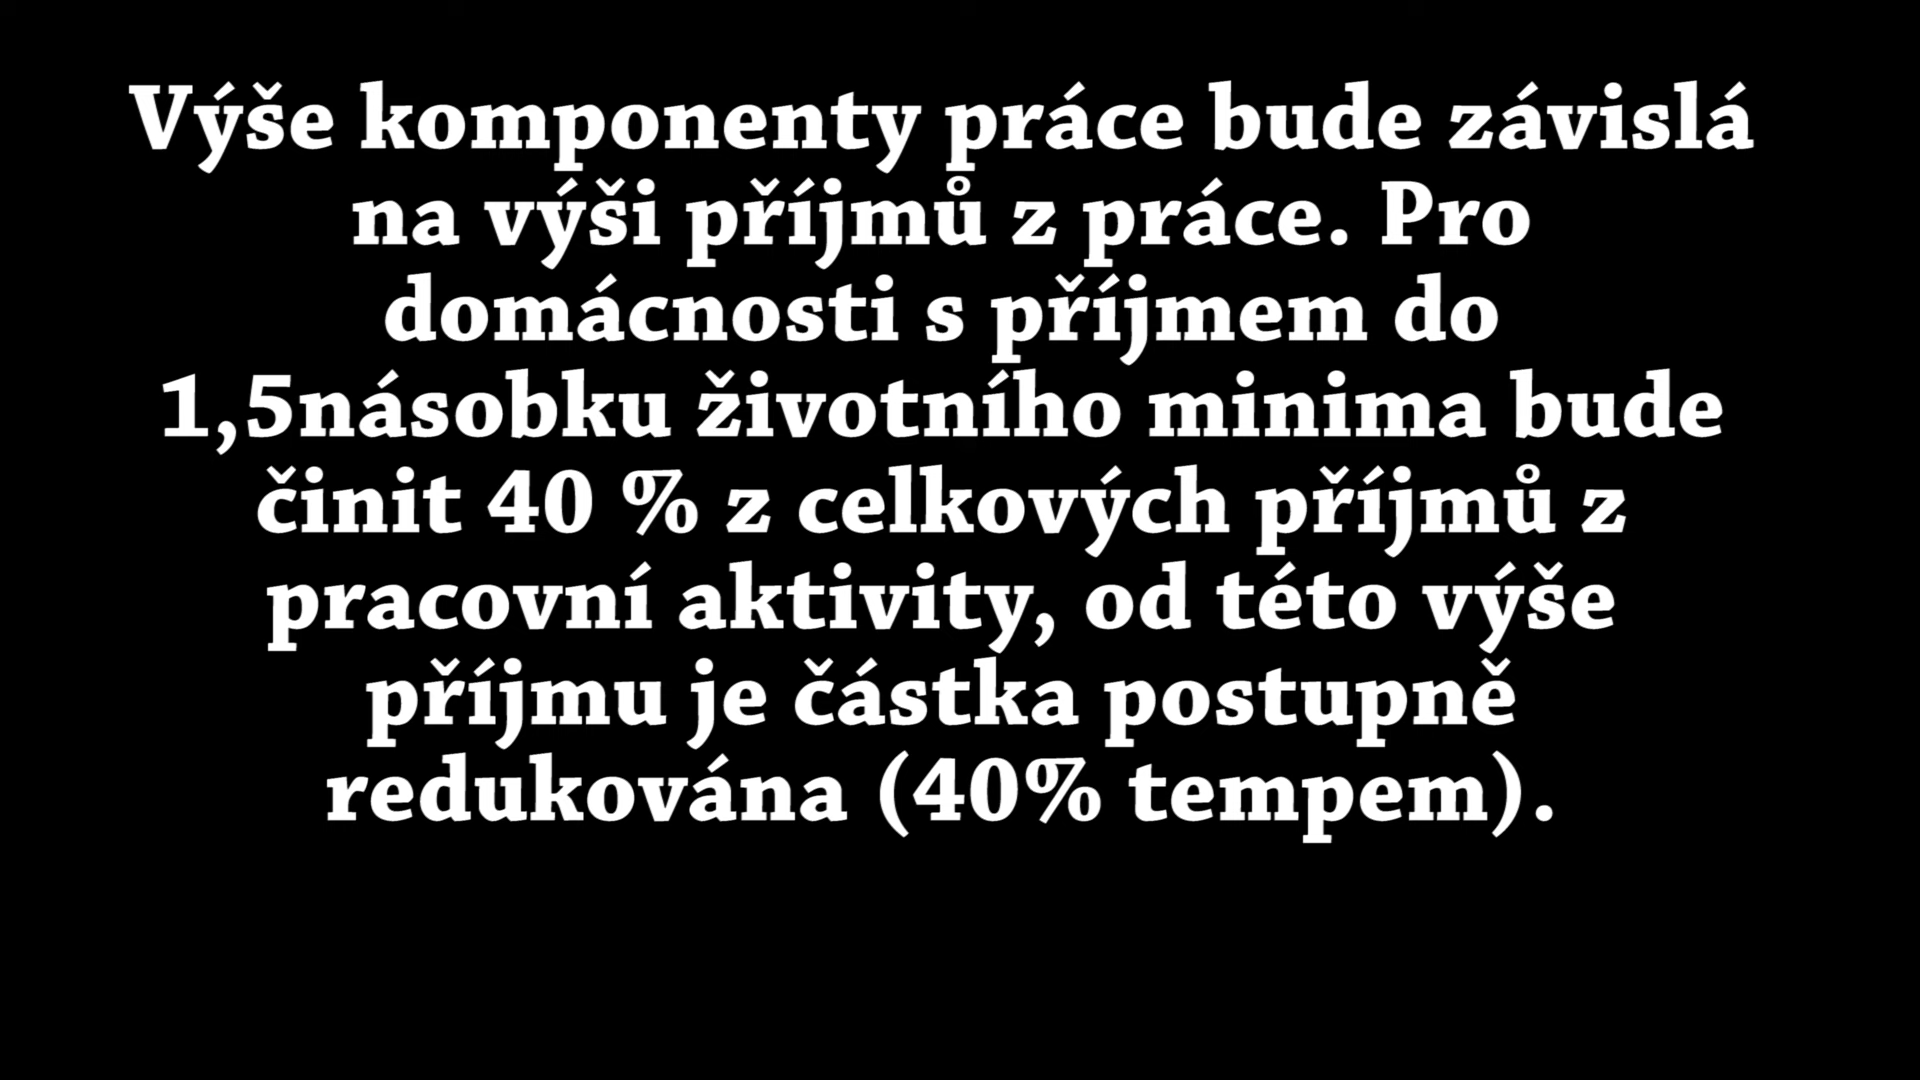 Výše komponenty práce bude závislá
na výši příjmů z práce. Pro
domácnosti s příjmem do
1,5násobku životního minima bude
činit 40 % z celkových příjmů z
pracovní aktivity, od této výše
příjmu je částka postupně
redukována (40% tempem).